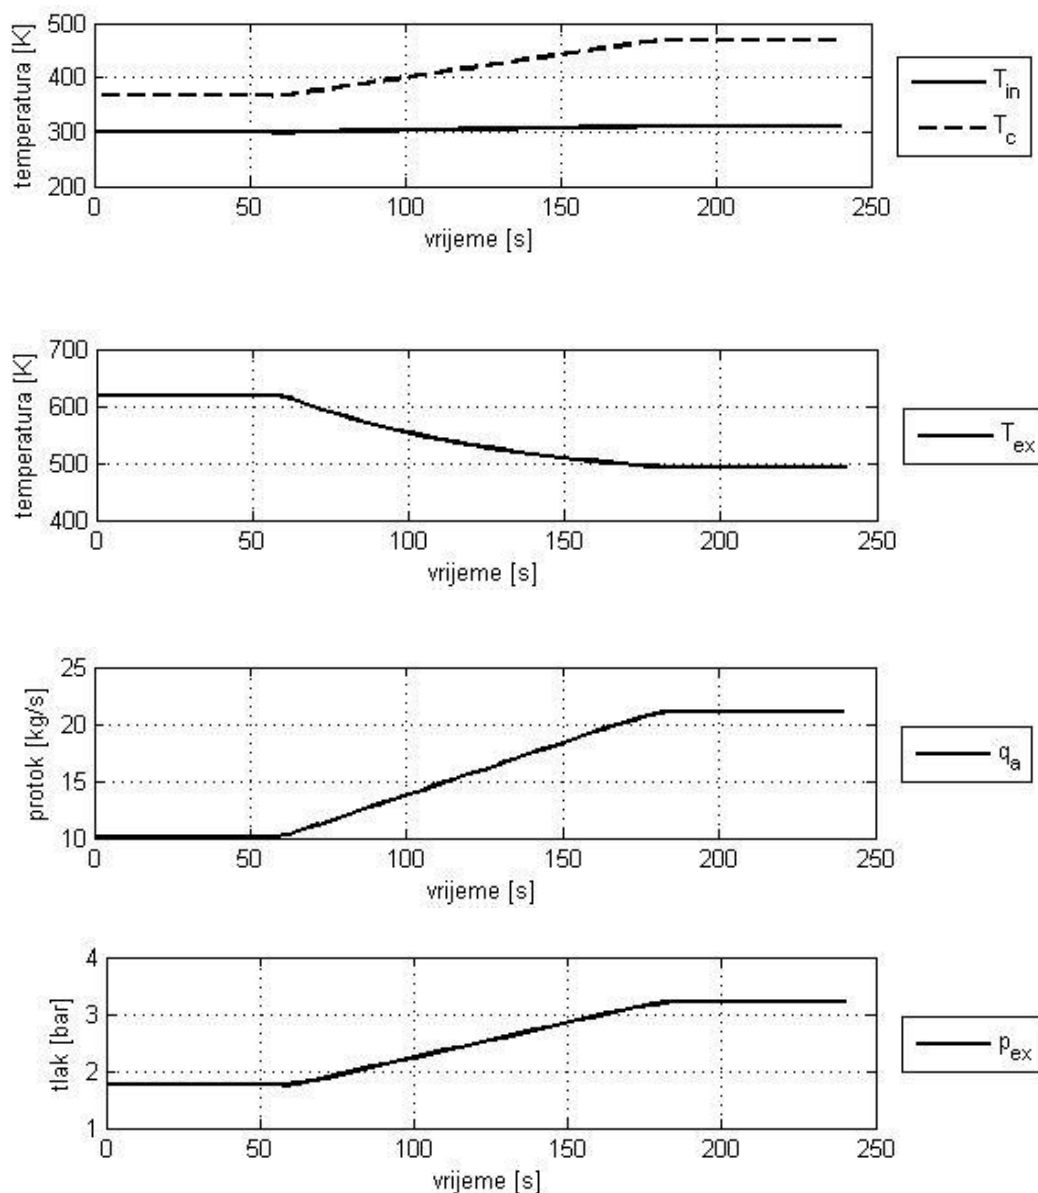 500
400
300
200
temperatura [K]
0 50 100 150 200 250
vrijeme [s]
T_in
T_c
700
600
500
400
temperatura [K]
0 50 100 150 200 250
vrijeme [s]
T_ex
25
20
15
10
protok [kg/s]
0 50 100 150 200 250
vrijeme [s]
q_a
4
3
2
1
tlak [bar]
0 50 100 150 200 250
vrijeme [s]
p_ex